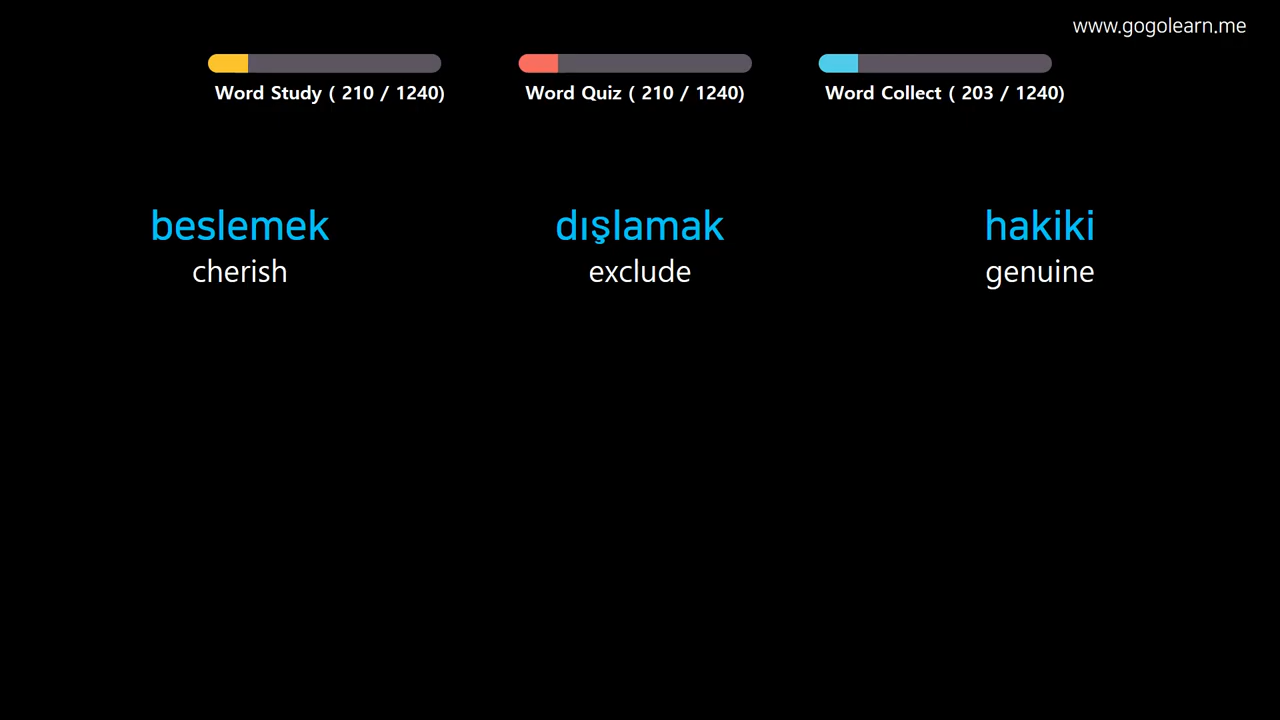 www.gogolearn.me
Word Study ( 210 / 1240)
Word Quiz ( 210 / 1240)
Word Collect ( 203 / 1240)
beslemek
cherish
dışlamak
exclude
hakiki
genuine